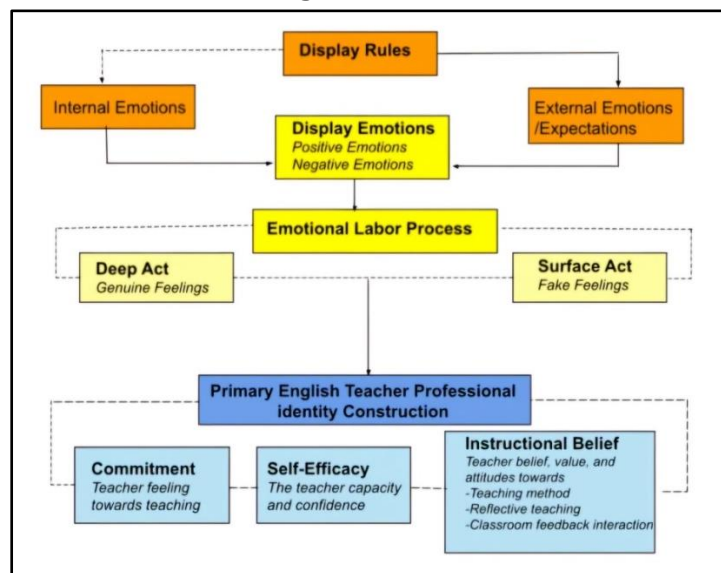 Display Rules
Internal Emotions
External Emotions
/Expectations
Display Emotions
Positive Emotions
Negative Emotions
Emotional Labor Process
Deep Act
Genuine Feelings
Surface Act
Fake Feelings
Primary English Teacher Professional
identity Construction
Commitment
Teacher feeling
towards teaching
Self-Efficacy
The teacher capacity
and confidence
Instructional Belief
Teacher belief, value, and
attitudes towards
-Teaching method
-Reflective teaching
-Classroom feedback interaction